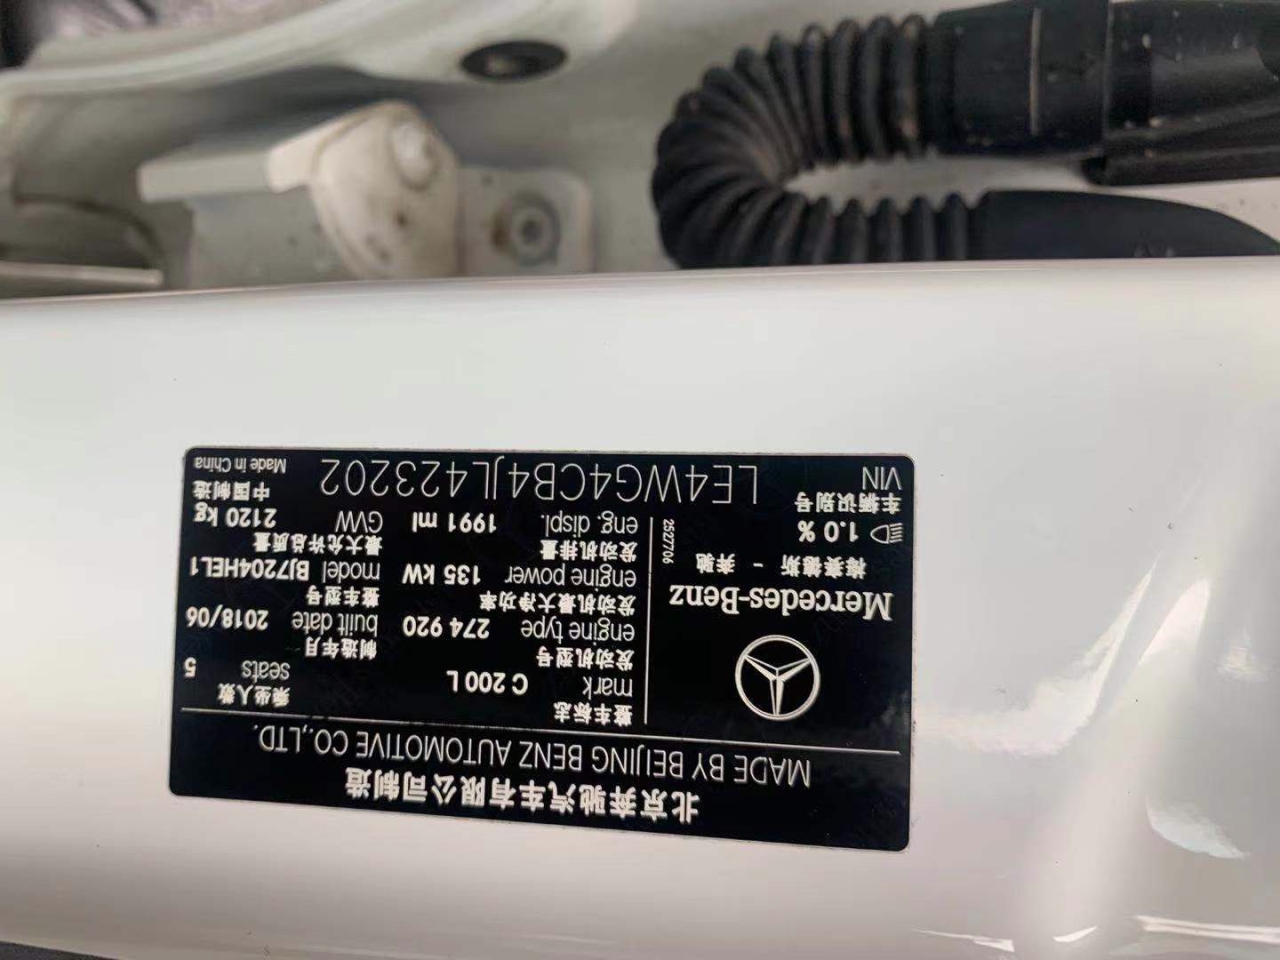 北京奔驰汽车有限公司制造
MADE BY BEIJING BENZ AUTOMOTIVE CO.,LTD.
Mercedes-Benz
梅赛德斯 - 奔驰
1.0 %
2527706
整车标志
mark C 200 L
乘坐人数
seats 5
发动机型号
engine type 274 920
制造年月
built date 2018/06
发动机最大净功率
engine power 135 kW
整车型号
model BJ7204HEL1
发动机排量
eng. displ. 1991 ml
最大允许总质量
GVW 2120 kg
车辆识别号
VIN LE4WG4CB4JL423202
中国制造
Made in China